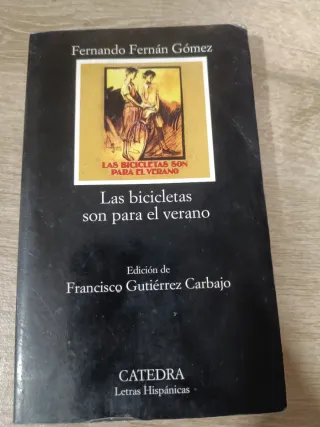 Fernando Fernán Gómez
LAS BICICLETAS SON
PARA EL VERANO
Las bicicletas
son para el verano
Edición de
Francisco Gutiérrez Carbajo
CATEDRA
Letras Hispánicas